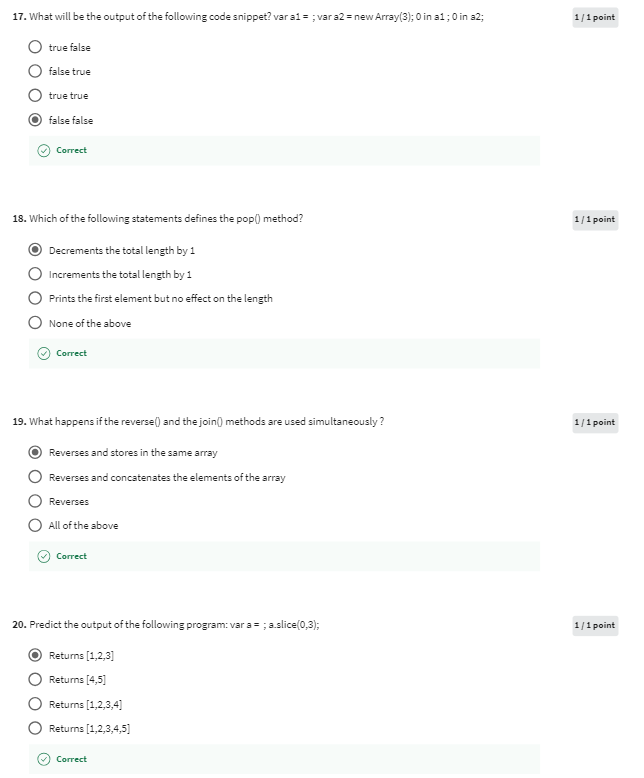 17. What will be the output of the following code snippet? var a1 = ; var a2 = new Array(3); 0 in a1 ; 0 in a2;
1 / 1 point
true false
false true
true true
false false
Correct
18. Which of the following statements defines the pop() method?
1 / 1 point
Decrements the total length by 1
Increments the total length by 1
Prints the first element but no effect on the length
None of the above
Correct
19. What happens if the reverse() and the join() methods are used simultaneously ?
1 / 1 point
Reverses and stores in the same array
Reverses and concatenates the elements of the array
Reverses
All of the above
Correct
20. Predict the output of the following program: var a = ; a.slice(0,3);
1 / 1 point
Returns [1,2,3]
Returns [4,5]
Returns [1,2,3,4]
Returns [1,2,3,4,5]
Correct